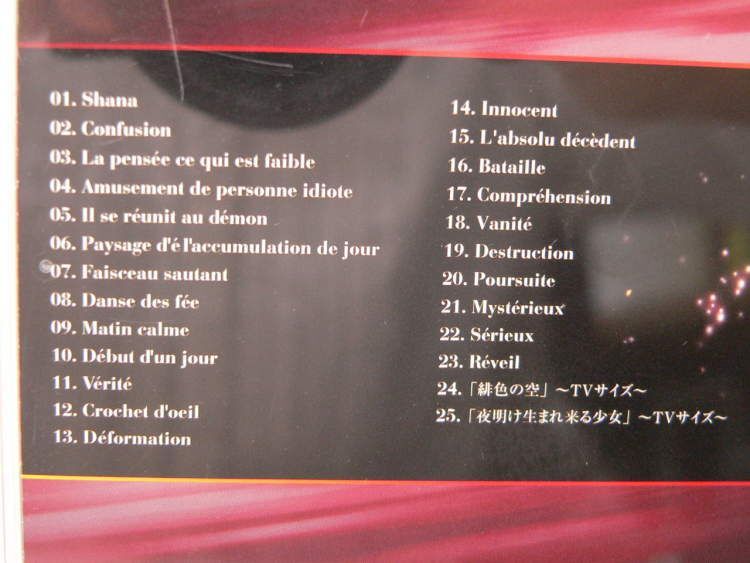 01. Shana
02. Confusion
03. La pensée ce qui est faible
04. Amusement de personne idiote
05. Il se réunit au démon
06. Paysage d'él'accumulation de jour
07. Faisceau sautant
08. Danse des fée
09. Matin calme
10. Début d'un jour
11. Vérité
12. Crochet d'oeil
13. Déformation
14. Innocent
15. L'absolu décèdent
16. Bataille
17. Compréhension
18. Vanité
19. Destruction
20. Poursuite
21. Mystérieux
22. Sérieux
23. Réveil
24.「緋色の空」～TVサイズ～
25.「夜明け生まれ来る少女」～TVサイズ～